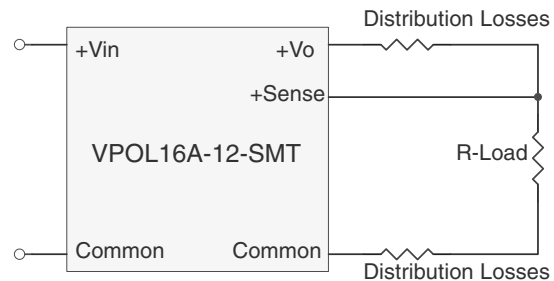 Distribution Losses
+Vin
+Vo
+Sense
VPOL16A-12-SMT
R-Load
Common
Common
Distribution Losses